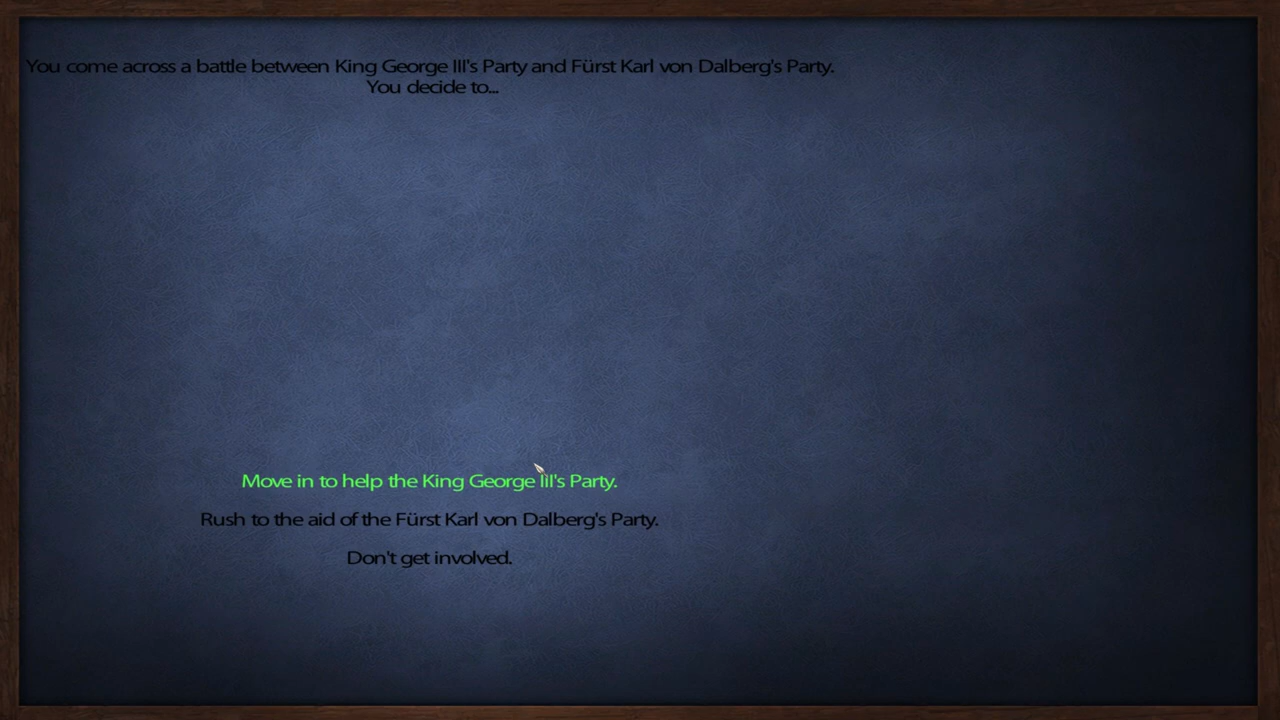 You come across a battle between King George III's Party and Fürst Karl von Dalberg's Party.
You decide to...
Move in to help the King George III's Party.
Rush to the aid of the Fürst Karl von Dalberg's Party.
Don't get involved.